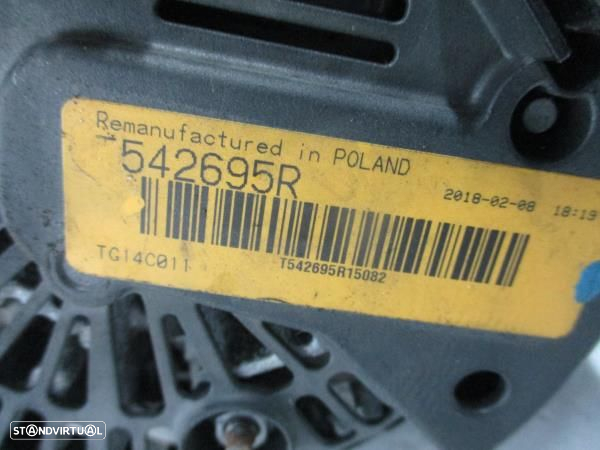 Remanufactured in POLAND
542695R
2018-02-08 18:19
TG14C011
T542695R15082
STANDVIRTUAL